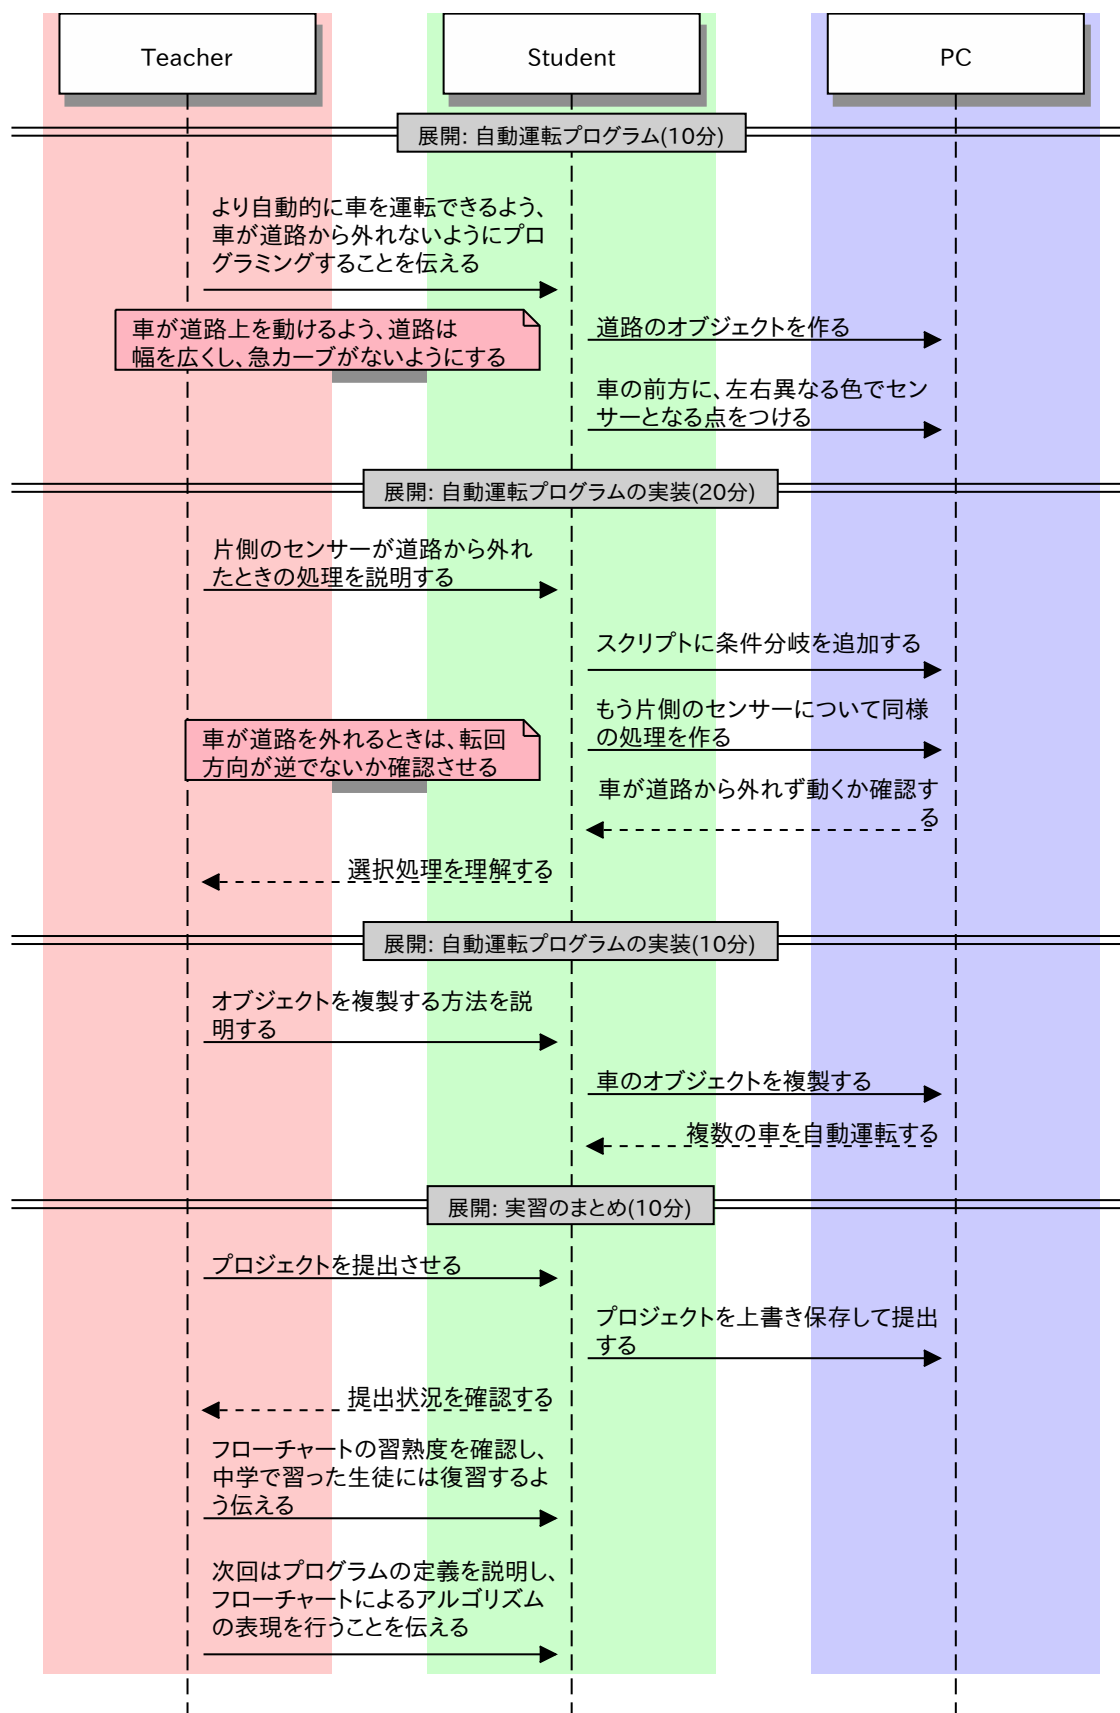 Teacher
Student
PC
展開: 自動運転プログラム(10分)
より自動的に車を運転できるよう、
車が道路から外れないようにプロ
グラミングすることを伝える
車が道路上を動けるよう、道路は
幅を広くし、急カーブがないようにする
道路のオブジェクトを作る
車の前方に、左右異なる色でセン
サーとなる点をつける
展開: 自動運転プログラムの実装(20分)
片側のセンサーが道路から外れ
たときの処理を説明する
スクリプトに条件分岐を追加する
もう片側のセンサーについて同様
の処理を作る
車が道路を外れるときは、転回
方向が逆でないか確認させる
車が道路から外れず動くか確認す
る
選択処理を理解する
展開: 自動運転プログラムの実装(10分)
オブジェクトを複製する方法を説
明する
車のオブジェクトを複製する
複数の車を自動運転する
展開: 実習のまとめ(10分)
プロジェクトを提出させる
プロジェクトを上書き保存して提出
する
提出状況を確認する
フローチャートの習熟度を確認し、
中学で習った生徒には復習するよ
う伝える
次回はプログラムの定義を説明し、
フローチャートによるアルゴリズム
の表現を行うことを伝える